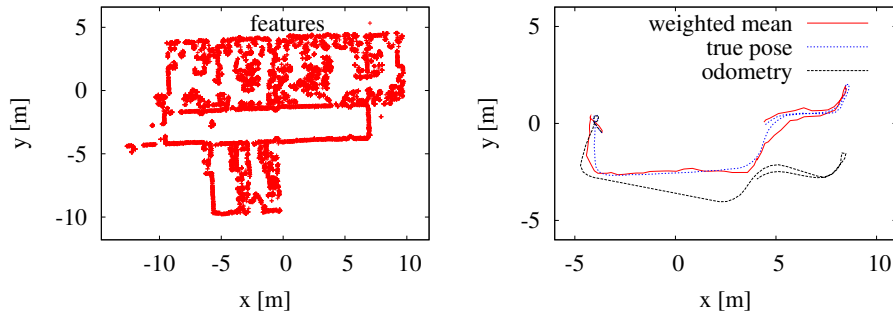 features
5
0
-5
-10
y [m]
-10 -5 0 5 10
x [m]
weighted mean
true pose
odometry
5
0
-5
y [m]
-5 0 5 10
x [m]